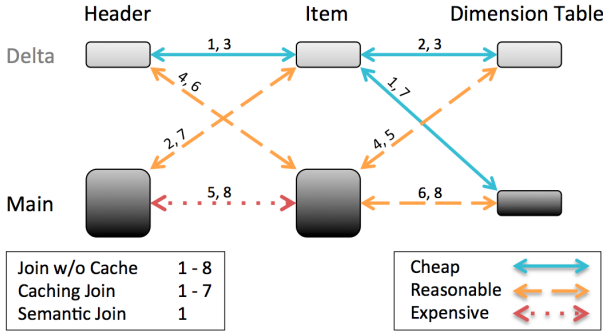 Header Item Dimension Table
Delta
1, 3
2, 3
4, 6
1, 7
2, 7
4, 5
Main
5, 8
6, 8
Join w/o Cache 1 - 8
Caching Join 1 - 7
Semantic Join 1
Cheap
Reasonable
Expensive